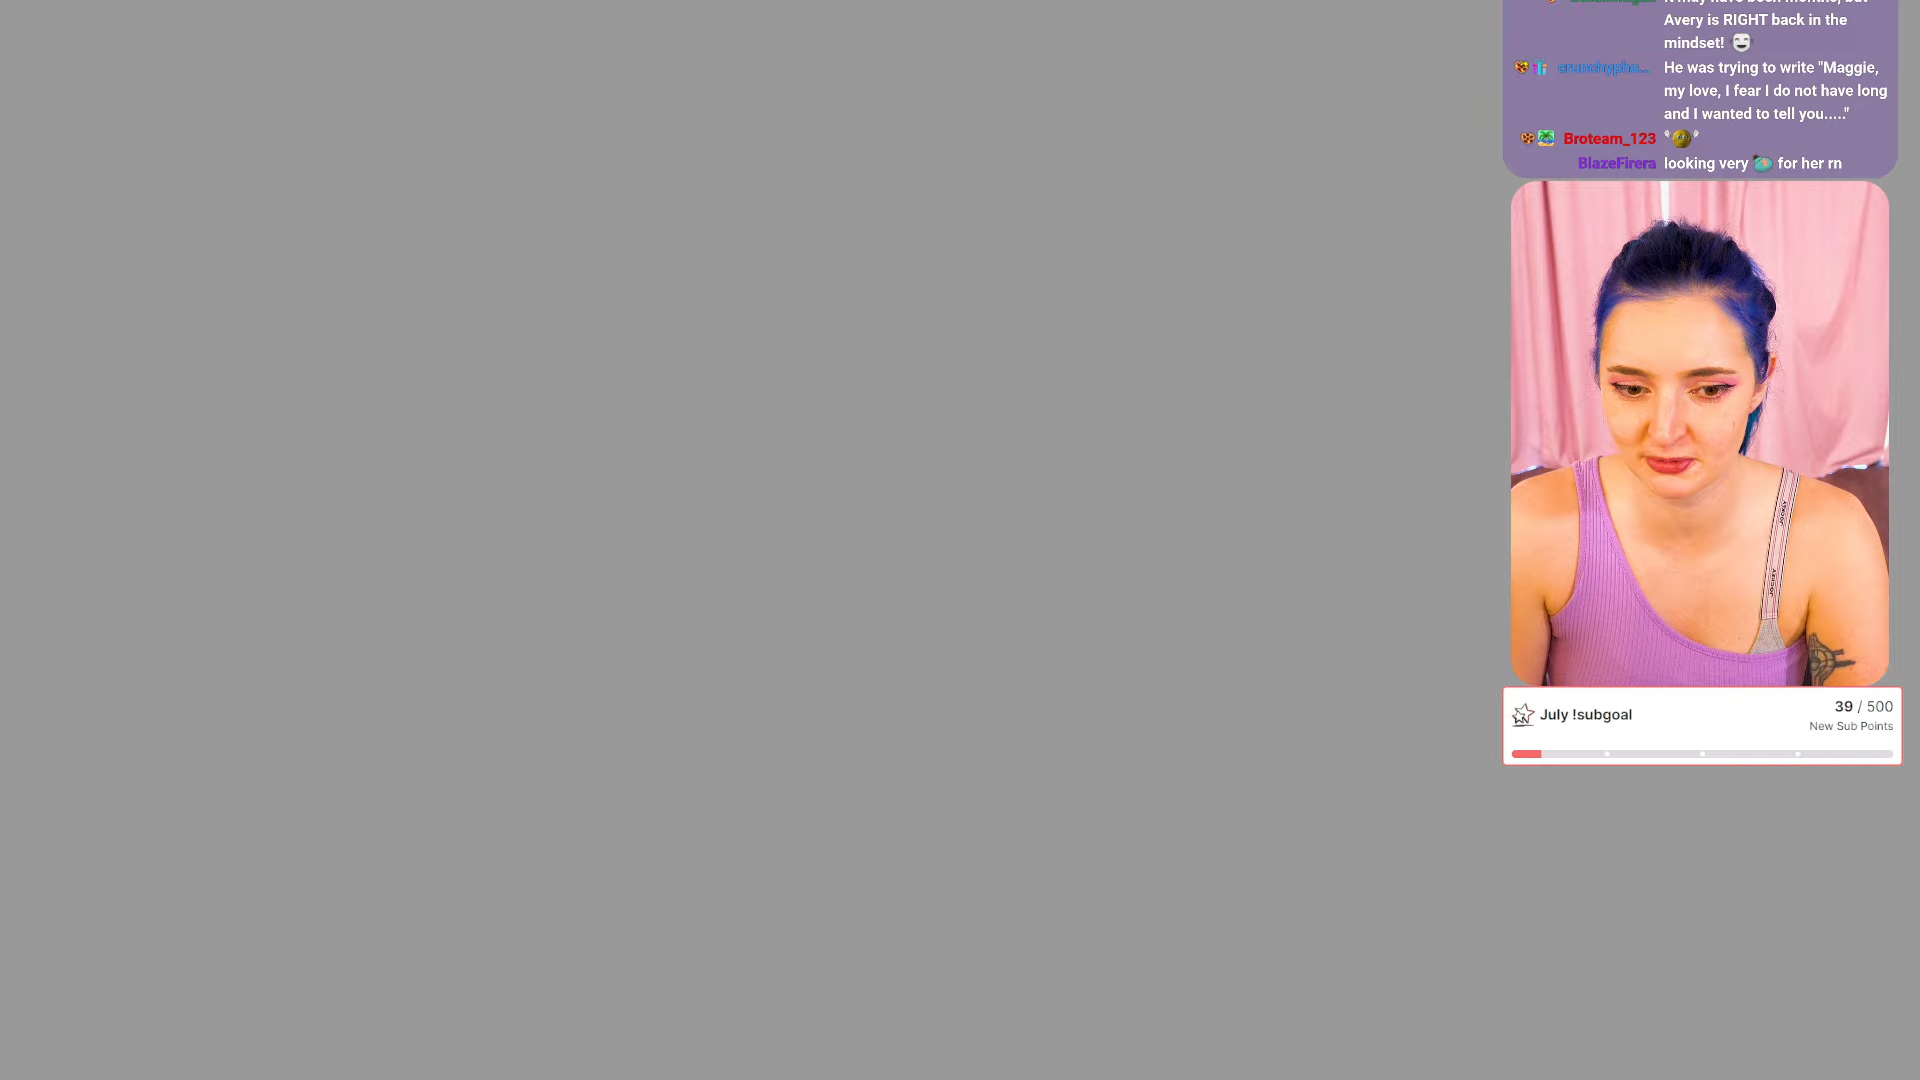 Avery is RIGHT back in the
mindset!
He was trying to write "Maggie,
my love, I fear I do not have long
and I wanted to tell you....."
Broteam_123
BlazeFirera looking very for her rn
July !subgoal
39 / 500
New Sub Points